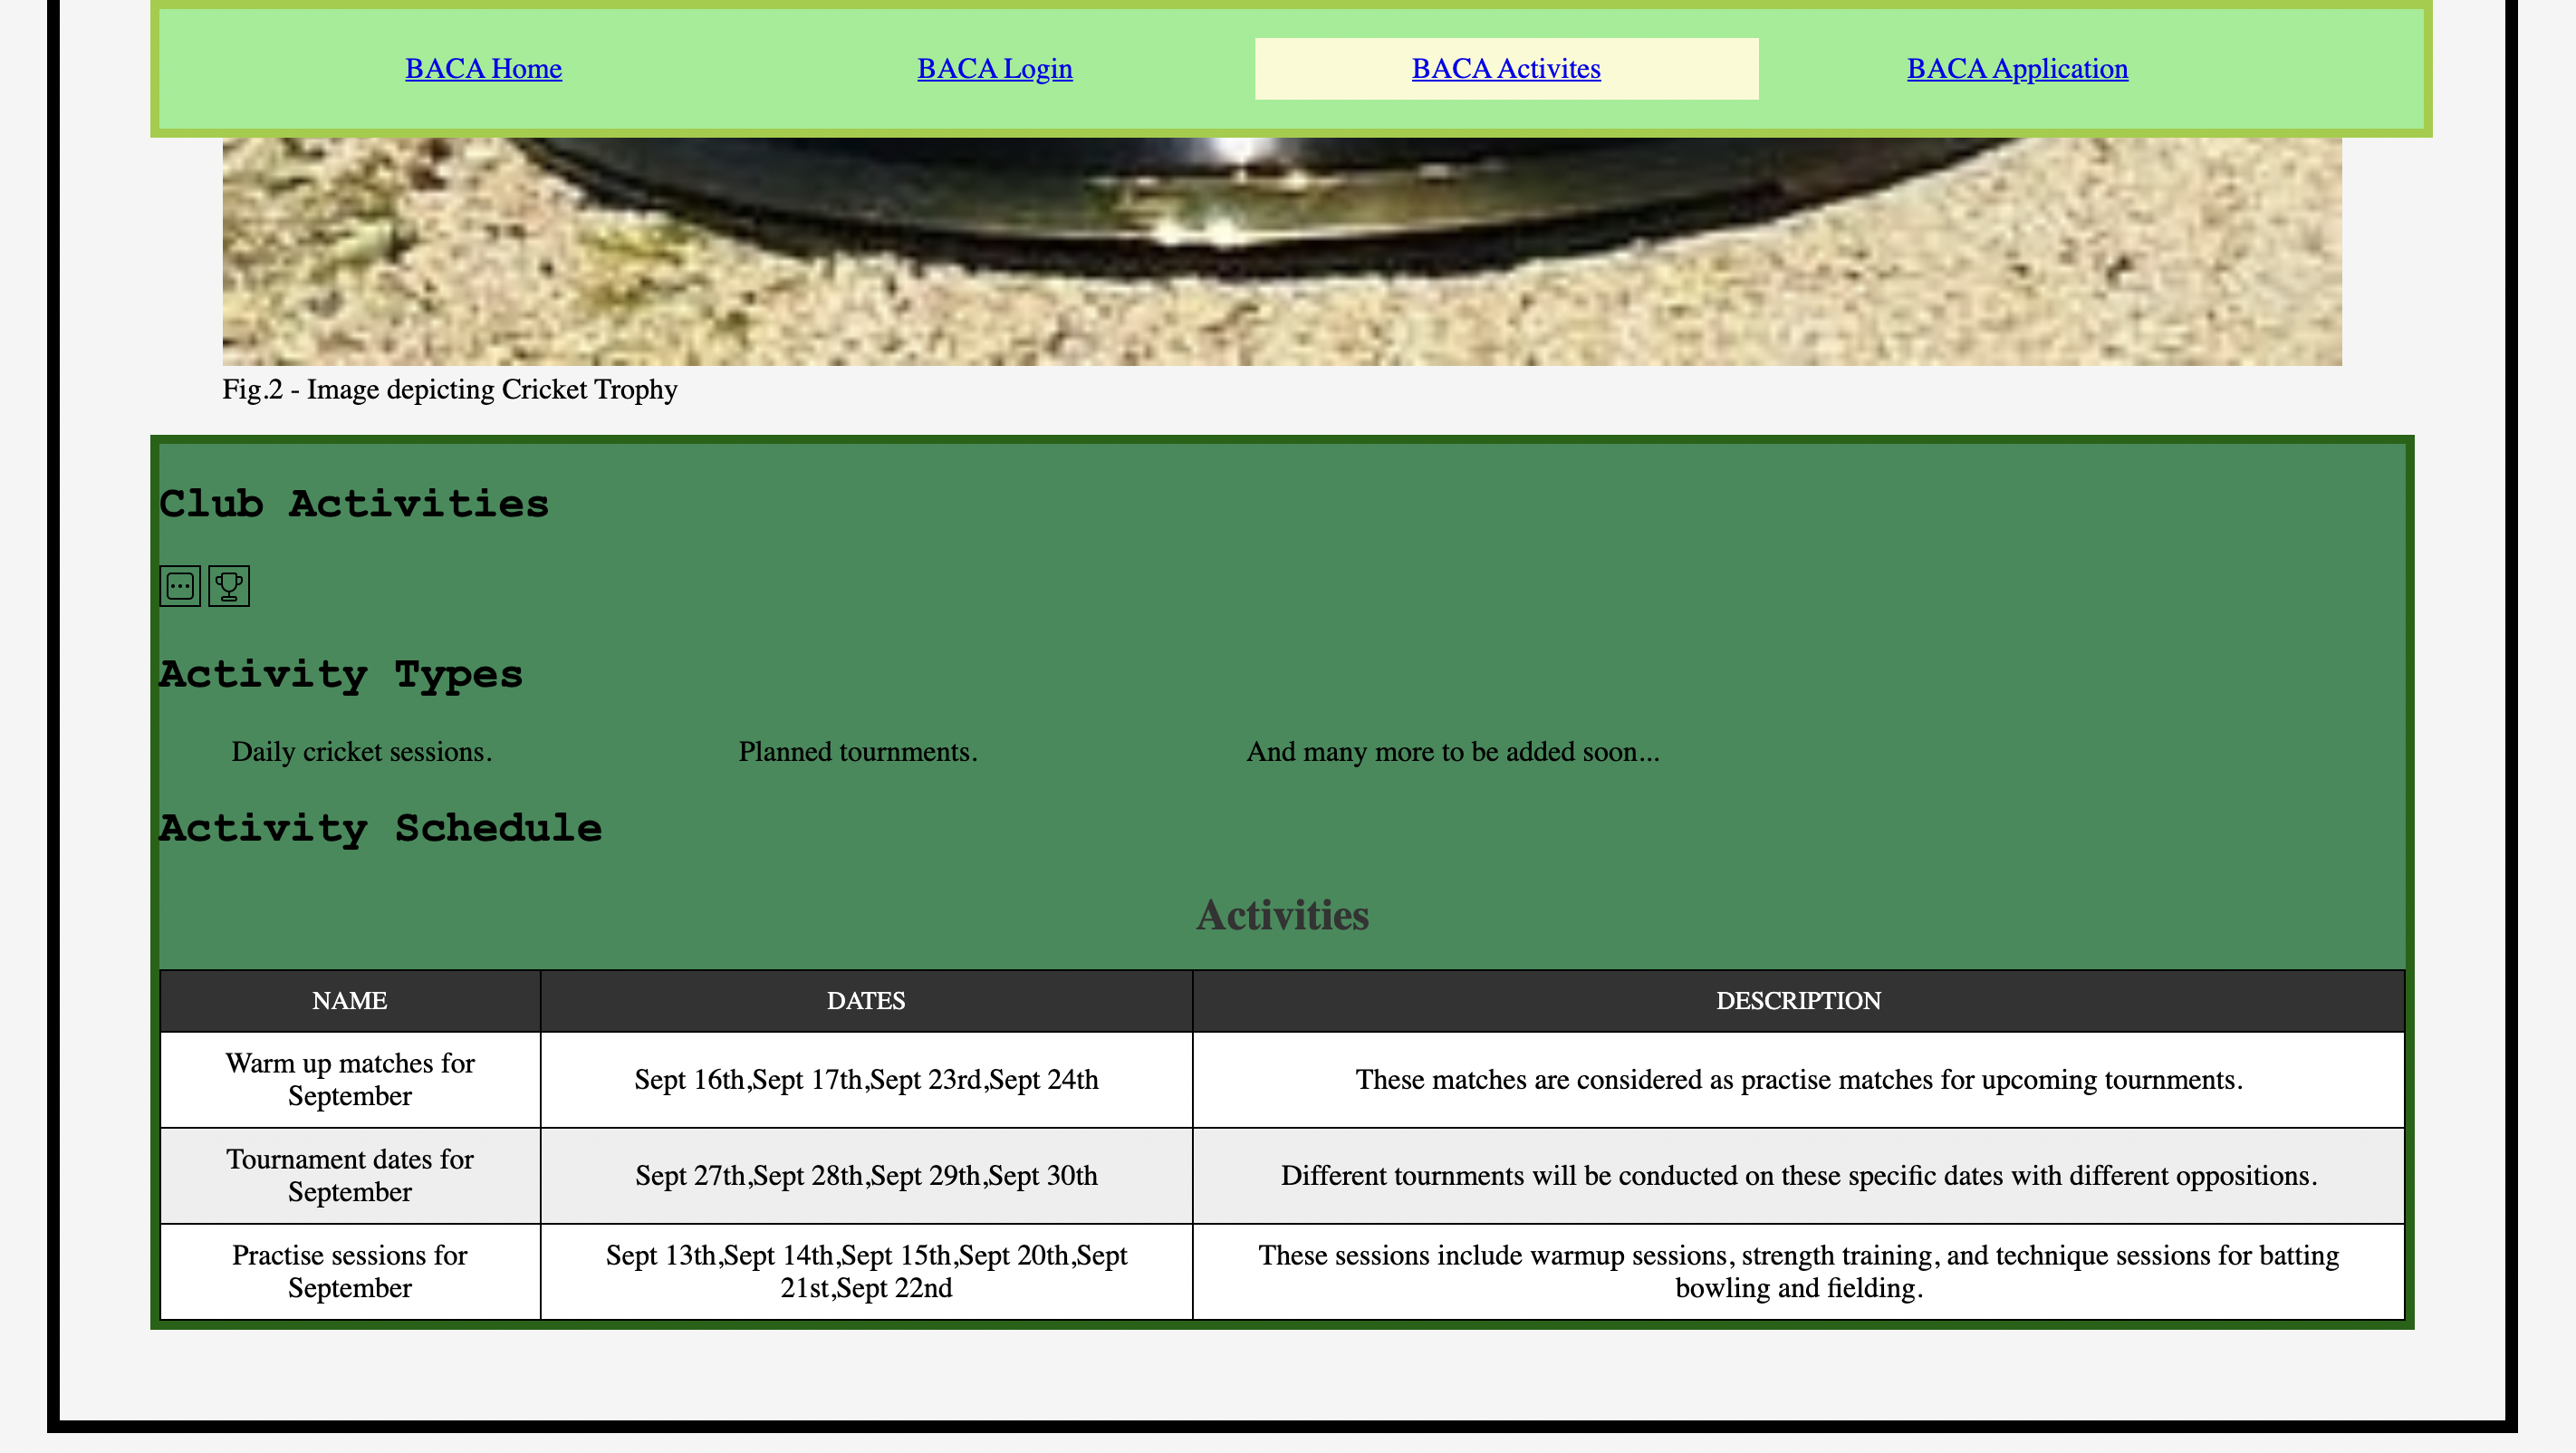 BACA Home BACA Login BACA Activites BACA Application
Fig.2 - Image depicting Cricket Trophy
Club Activities
Activity Types
Daily cricket sessions. Planned tournments. And many more to be added soon...
Activity Schedule
Activities
NAME DATES DESCRIPTION
Warm up matches for
September
Sept 16th,Sept 17th,Sept 23rd,Sept 24th
These matches are considered as practise matches for upcoming tournments.
Tournament dates for
September
Sept 27th,Sept 28th,Sept 29th,Sept 30th
Different tournments will be conducted on these specific dates with different oppositions.
Practise sessions for
September
Sept 13th,Sept 14th,Sept 15th,Sept 20th,Sept
21st,Sept 22nd
These sessions include warmup sessions, strength training, and technique sessions for batting
bowling and fielding.